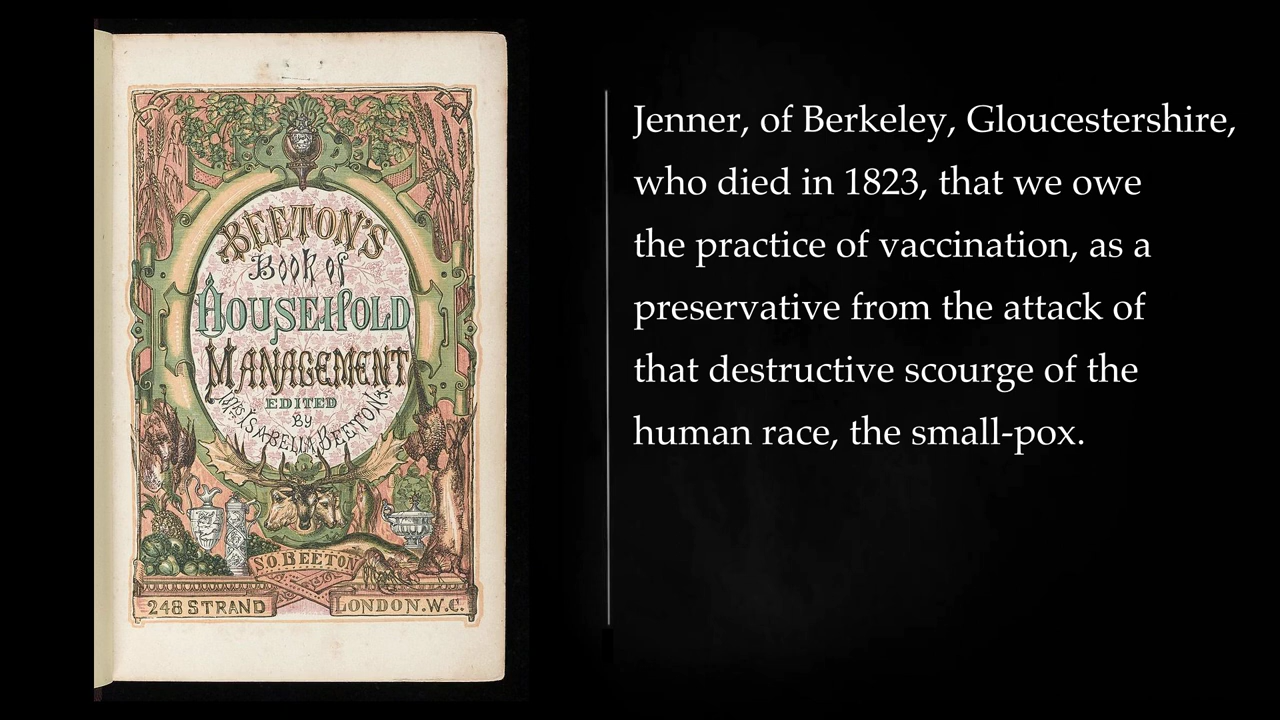 BEETON'S
Book of
HOUSEHOLD
MANAGEMENT
EDITED
BY
MRS. ISABELLA BEETON.
S.O. BEETON
248 STRAND
LONDON. W.C.
Jenner, of Berkeley, Gloucestershire,
who died in 1823, that we owe
the practice of vaccination, as a
preservative from the attack of
that destructive scourge of the
human race, the small-pox.